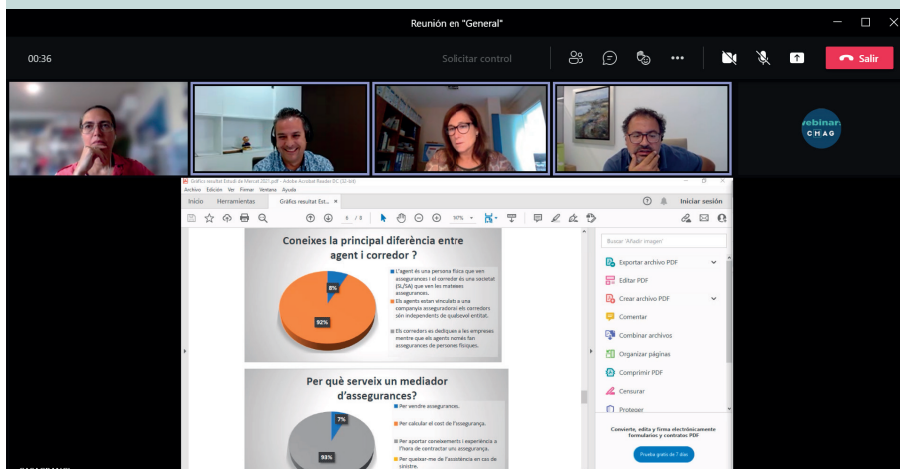 Reunión en "General"
00:36
Solicitar control
Salir
webinar:
CHAG
Gràfics resultat Estudi de Mercat 2021.pdf - Adobe Acrobat Reader DC (32-bit)
Archivo Edición Ver Firmar Ventana Ayuda
Inicio Herramientas Gràfics resultat Est... × Iniciar sesión
6 / 8 97%
Coneixes la principal diferència entre
agent i corredor ?
8%
92%
L'agent és una persona física que ven
assegurances i el corredor és una societat
(SL/SA) que ven les mateixes
assegurances.
Els agents estan vinculats a una
companyia asseguradora i els corredors
són independents de qualsevol entitat.
Els corredors es dediquen a les empreses
mentre que els agents només fan
assegurances de persones físiques.
Per què serveix un mediador
d'assegurances?
7%
93%
Per vendre assegurances.
Per calcular el cost de l'assegurança.
Per aportar coneixements i experiència a
l'hora de contractar una assegurança.
Per queixar-me de l'assistència en cas de
sinistre.
Buscar 'Añadir imagen'
Exportar archivo PDF
Editar PDF
Crear archivo PDF
Comentar
Combinar archivos
Organizar páginas
Comprimir PDF
Censurar
Proteger
Convierte, edita y firma electrónicamente
formularios y contratos PDF
Prueba gratis de 7 días